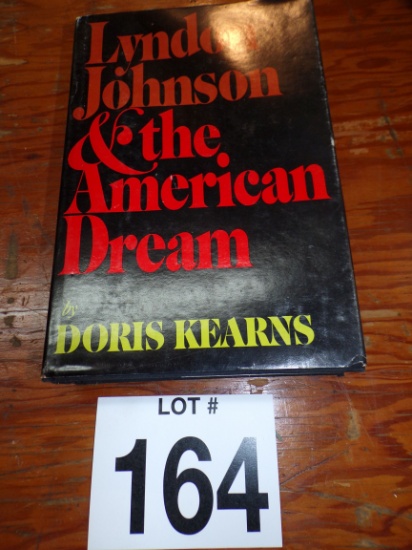 Lyndon
Johnson
& the
American
Dream
by
DORIS KEARNS
LOT #
164